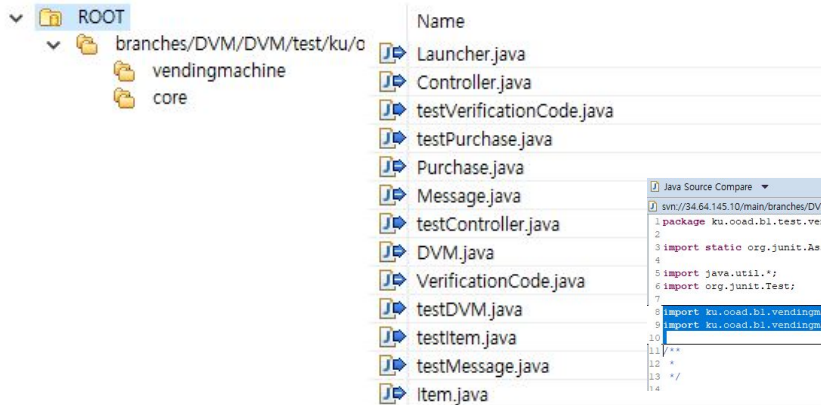 ROOT
branches/DVM/DVM/test/ku/o
vendingmachine
core
Name
Launcher.java
Controller.java
testVerificationCode.java
testPurchase.java
Purchase.java
Message.java
testController.java
DVM.java
VerificationCode.java
testDVM.java
testItem.java
testMessage.java
Item.java
Java Source Compare
svn://34.64.145.10/main/branches/DV
1 package ku.ooad.bl.test.ve
2
3 import static org.junit.As
4
5 import java.util.*;
6 import org.junit.Test;
7
8 import ku.ooad.bl.vendingm
9 import ku.ooad.bl.vendingm
10
11 /**
12 *
13 */
14